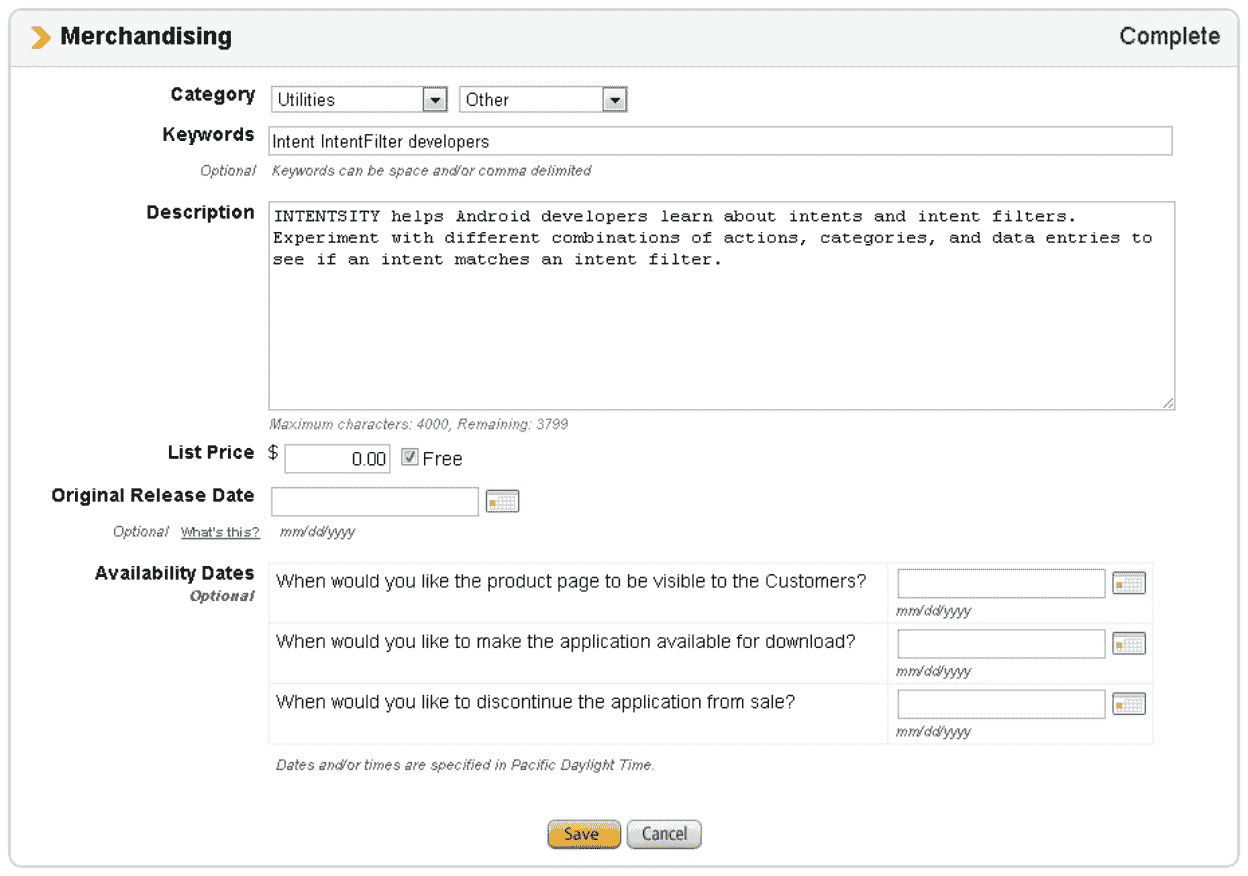 Merchandising
Complete
Category
Utilities
Other
Keywords
Intent IntentFilter developers
Optional
Keywords can be space and/or comma delimited
Description
INTENTSITY helps Android developers learn about intents and intent filters.
Experiment with different combinations of actions, categories, and data entries to
see if an intent matches an intent filter.
Maximum characters: 4000, Remaining: 3799
List Price
$
0.00
Free
Original Release Date
Optional
What's this?
mm/dd/yyyy
Availability Dates
Optional
When would you like the product page to be visible to the Customers?
mm/dd/yyyy
When would you like to make the application available for download?
mm/dd/yyyy
When would you like to discontinue the application from sale?
mm/dd/yyyy
Dates and/or times are specified in Pacific Daylight Time.
Save
Cancel